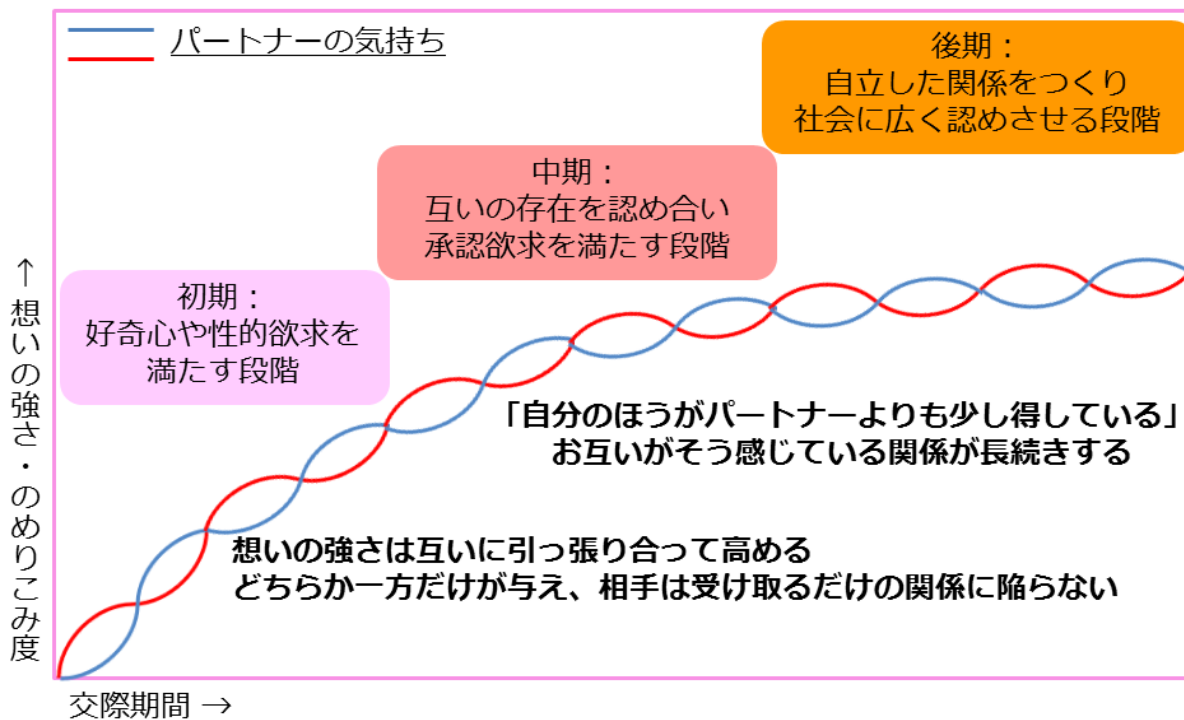 パートナーの気持ち
後期：
自立した関係をつくり
社会に広く認めさせる段階
中期：
互いの存在を認め合い
承認欲求を満たす段階
初期：
好奇心や性的欲求を
満たす段階
「自分のほうがパートナーよりも少し得している」
お互いがそう感じている関係が長続きする
想いの強さは互いに引っ張り合って高める
どちらか一方だけが与え、相手は受け取るだけの関係に陥らない
↑想いの強さ・のめりこみ度
交際期間 →